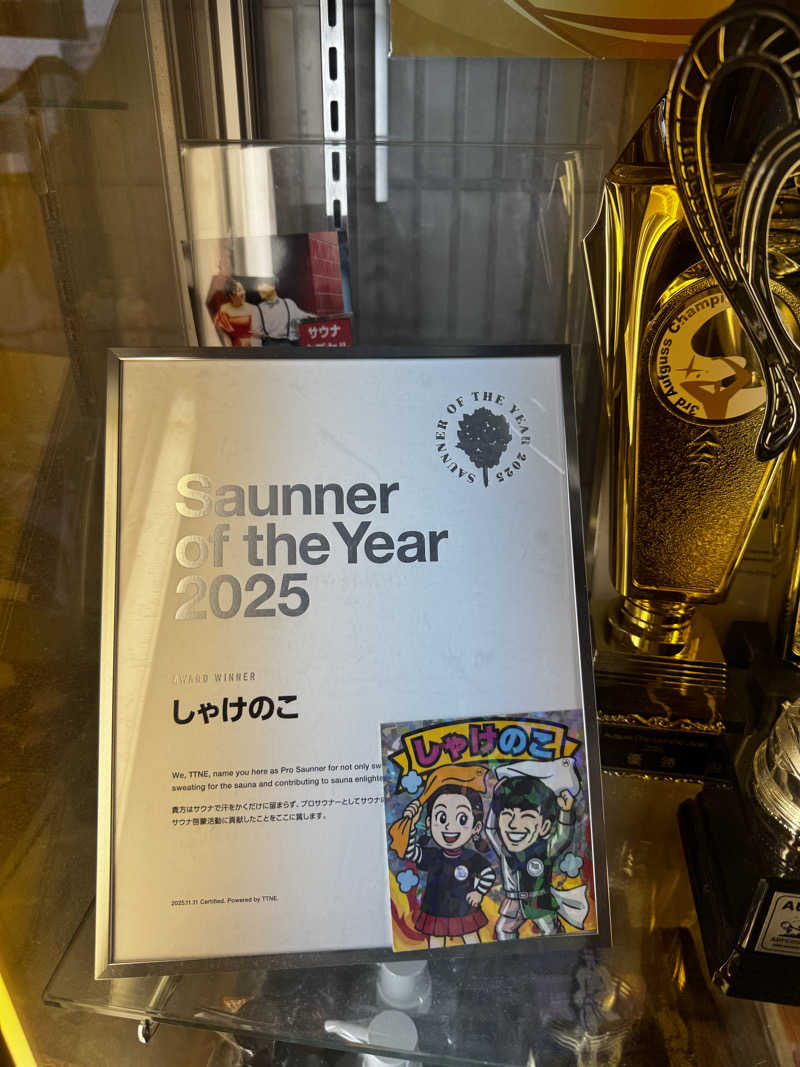 サウナ
SAUNNER OF THE YEAR 2025
Saunner
of the Year
2025
AWARD WINNER
しゃけのこ
We, TTNE, name you here as Pro Saunner for not only
sweating for the sauna and contributing to sauna
貴方はサウナで汗をかくだけに留まらず、プロサウナーとしてサウナ
サウナ啓蒙活動に貢献したことをここに賞します。
2025.11.11 Certified. Powered by TTNE.
しゃけのこ
3rd Aufguss
優勝